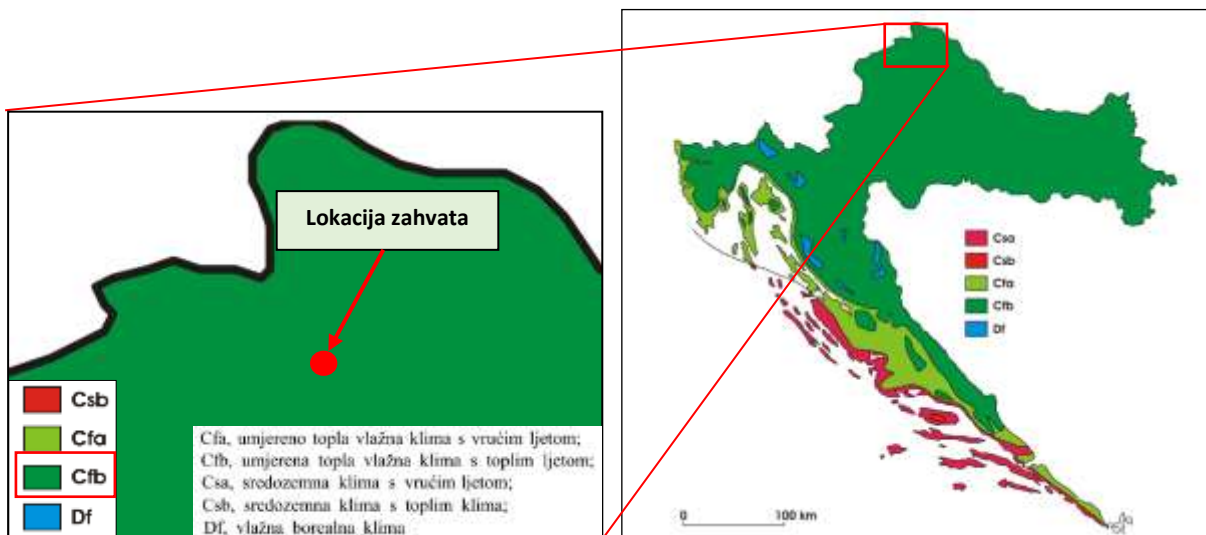 Lokacija zahvata
Csb
Cfa
Cfb
Df
Cfa, umjereno topla vlažna klima s vrućim ljetom;
Cfb, umjerena topla vlažna klima s toplim ljetom;
Csa, sredozemna klima s vrućim ljetom;
Csb, sredozemna klima s toplim klima;
Df, vlažna borealna klima
Csa
Csb
Cfa
Cfb
Df
0 100 km